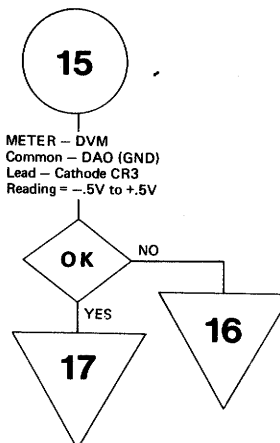 15
METER – DVM
Common – DAO (GND)
Lead – Cathode CR3
Reading = –.5V to +.5V
OK
NO
YES
16
17